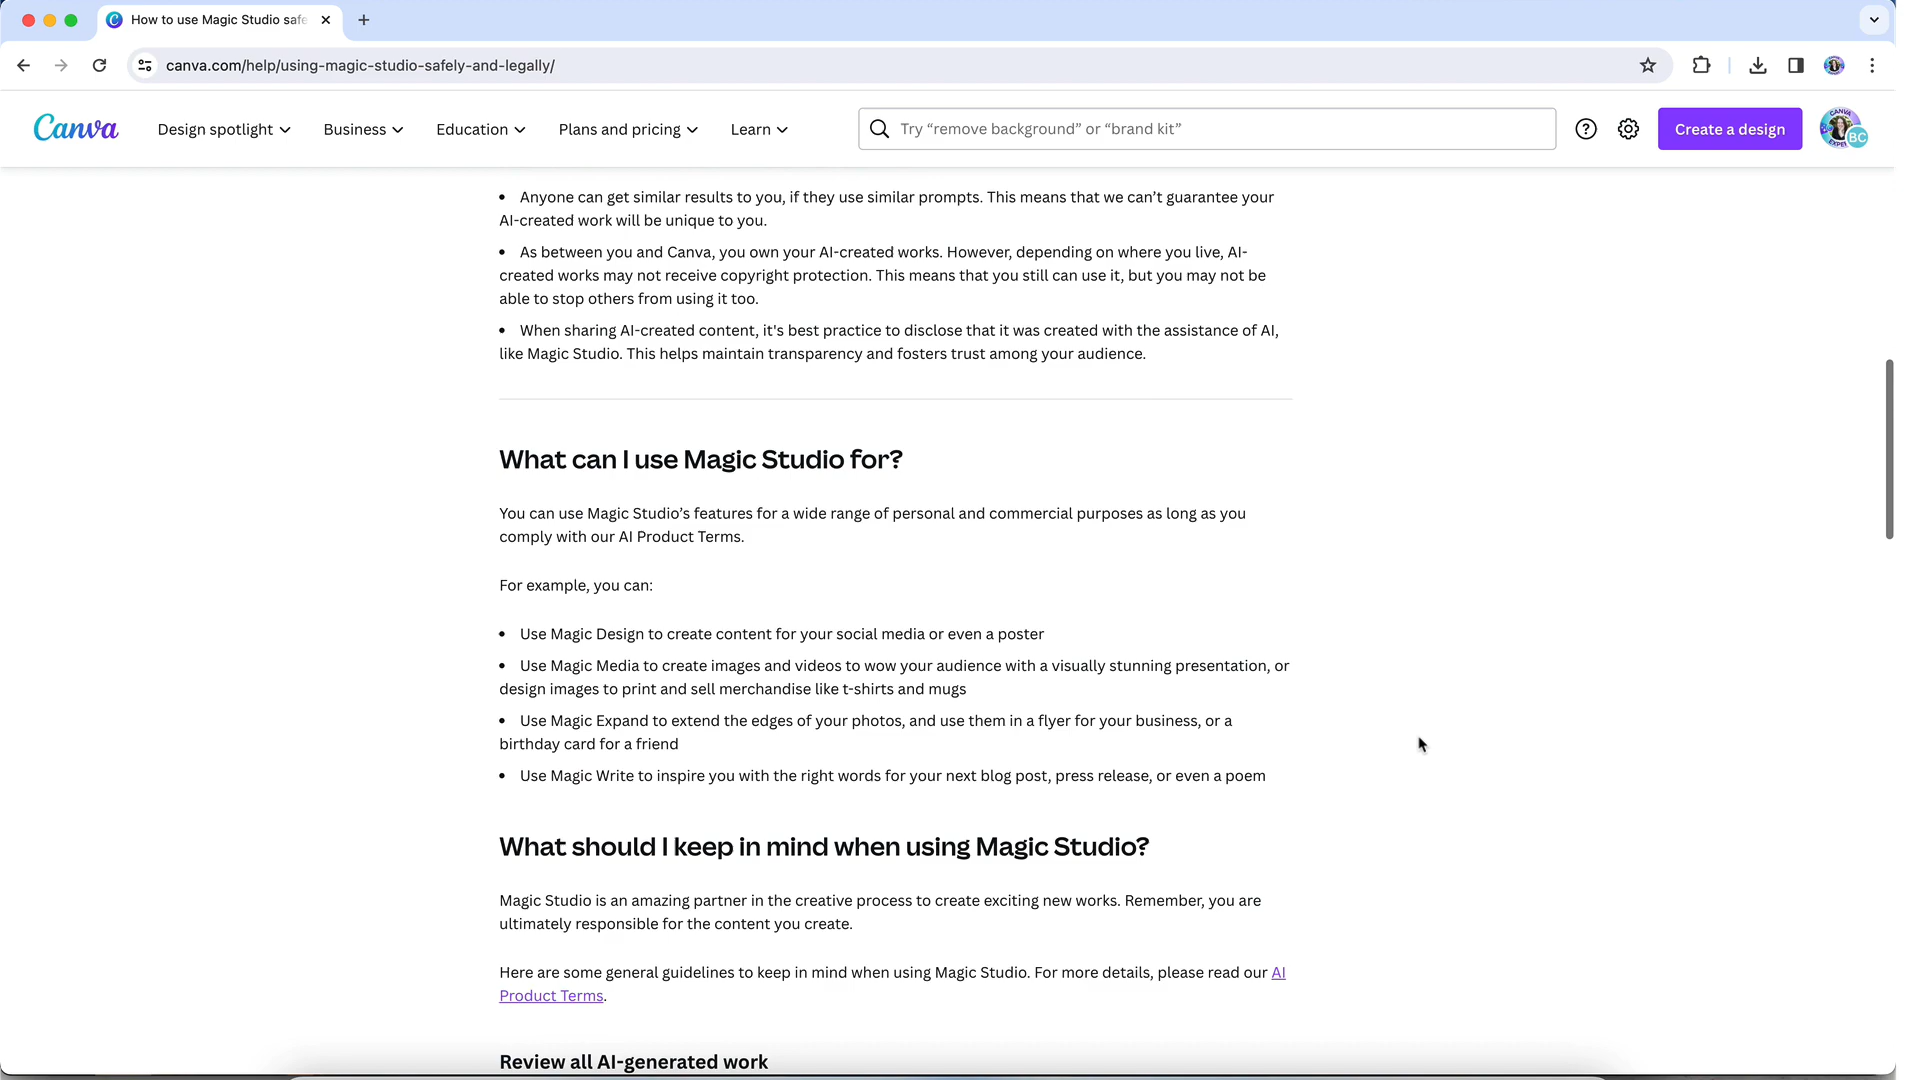 How to use Magic Studio safe
canva.com/help/using-magic-studio-safely-and-legally/
Canva
Design spotlight
Business
Education
Plans and pricing
Learn
Try “remove background” or “brand kit”
Create a design
BC
• Anyone can get similar results to you, if they use similar prompts. This means that we can’t guarantee your
AI-created work will be unique to you.
• As between you and Canva, you own your AI-created works. However, depending on where you live, AI-
created works may not receive copyright protection. This means that you still can use it, but you may not be
able to stop others from using it too.
• When sharing AI-created content, it's best practice to disclose that it was created with the assistance of AI,
like Magic Studio. This helps maintain transparency and fosters trust among your audience.
What can I use Magic Studio for?
You can use Magic Studio’s features for a wide range of personal and commercial purposes as long as you
comply with our AI Product Terms.
For example, you can:
• Use Magic Design to create content for your social media or even a poster
• Use Magic Media to create images and videos to wow your audience with a visually stunning presentation, or
design images to print and sell merchandise like t-shirts and mugs
• Use Magic Expand to extend the edges of your photos, and use them in a flyer for your business, or a
birthday card for a friend
• Use Magic Write to inspire you with the right words for your next blog post, press release, or even a poem
What should I keep in mind when using Magic Studio?
Magic Studio is an amazing partner in the creative process to create exciting new works. Remember, you are
ultimately responsible for the content you create.
Here are some general guidelines to keep in mind when using Magic Studio. For more details, please read our AI
Product Terms.
Review all AI-generated work